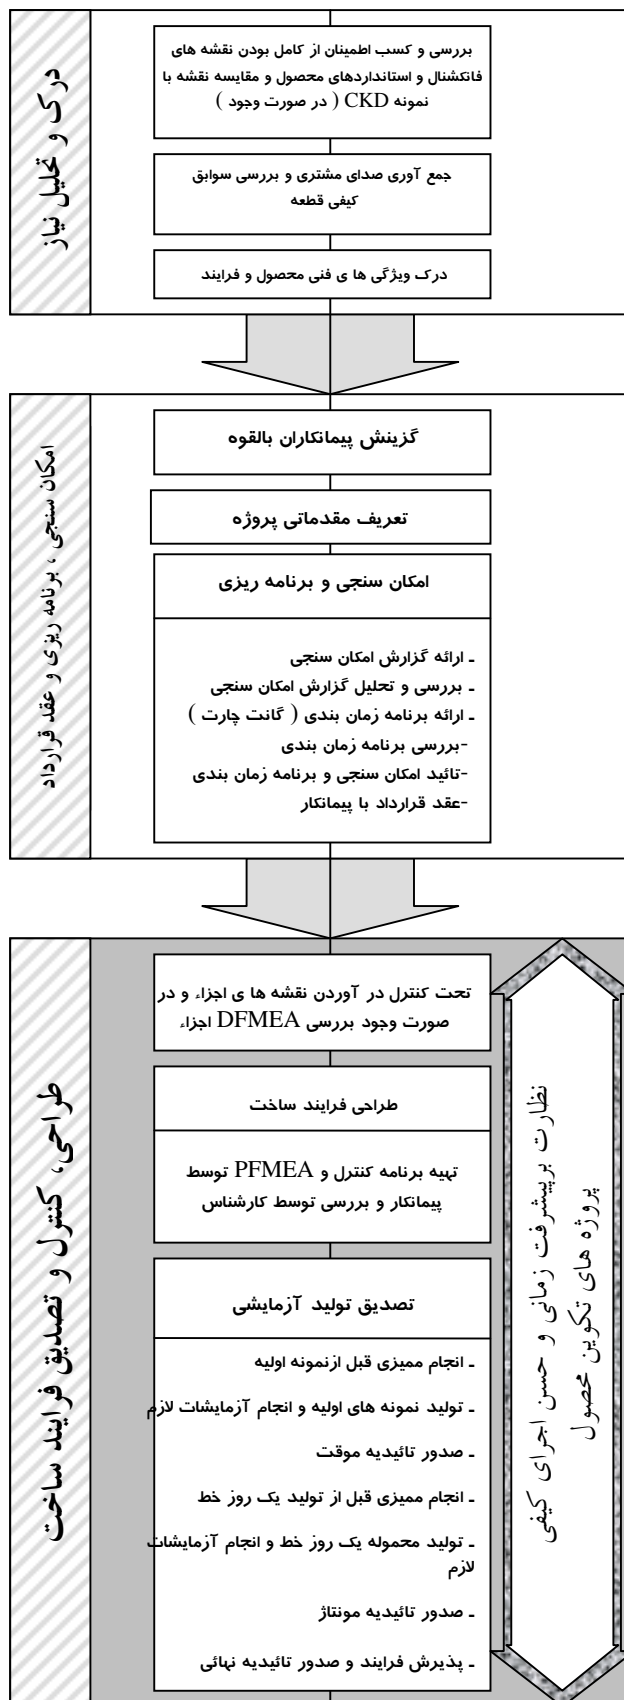 درک و تحلیل نیاز
بررسی و کسب اطمینان از کامل بودن نقشه های
فانکشنال و استانداردهای محصول و مقایسه نقشه با
نمونه CKD ( در صورت وجود )
جمع آوری صدای مشتری و بررسی سوابق
کیفی قطعه
درک ویژگی ها ی فنی محصول و فرایند
امکان سنجی ، برنامه ریزی و عقد قرارداد
گزینش پیمانکاران بالقوه
تعریف مقدماتی پروژه
امکان سنجی و برنامه ریزی
ـ ارائه گزارش امکان سنجی
ـ بررسی و تحلیل گزارش امکان سنجی
ـ ارائه برنامه زمان بندی ( گانت چارت )
-بررسی برنامه زمان بندی
-تائید امکان سنجی و برنامه زمان بندی
-عقد قرارداد با پیمانکار
طراحی، کنترل و تصدیق فرایند ساخت
تحت کنترل در آوردن نقشه ها ی اجزاء و در
صورت وجود بررسی DFMEA اجزاء
طراحی فرایند ساخت
تهیه برنامه کنترل و PFMEA توسط
پیمانکار و بررسی توسط کارشناس
تصدیق تولید آزمایشی
ـ انجام ممیزی قبل ازنمونه اولیه
ـ تولید نمونه های اولیه و انجام آزمایشات لازم
ـ صدور تائیدیه موقت
ـ انجام ممیزی قبل از تولید یک روز خط
ـ تولید محموله یک روز خط و انجام آزمایشات
لازم
ـ صدور تائیدیه مونتاژ
ـ پذیرش فرایند و صدور تائیدیه نهائی
نظارت برپیشرفت زمانی و حسن اجرای کیفی
پروژه های تکوین محصول